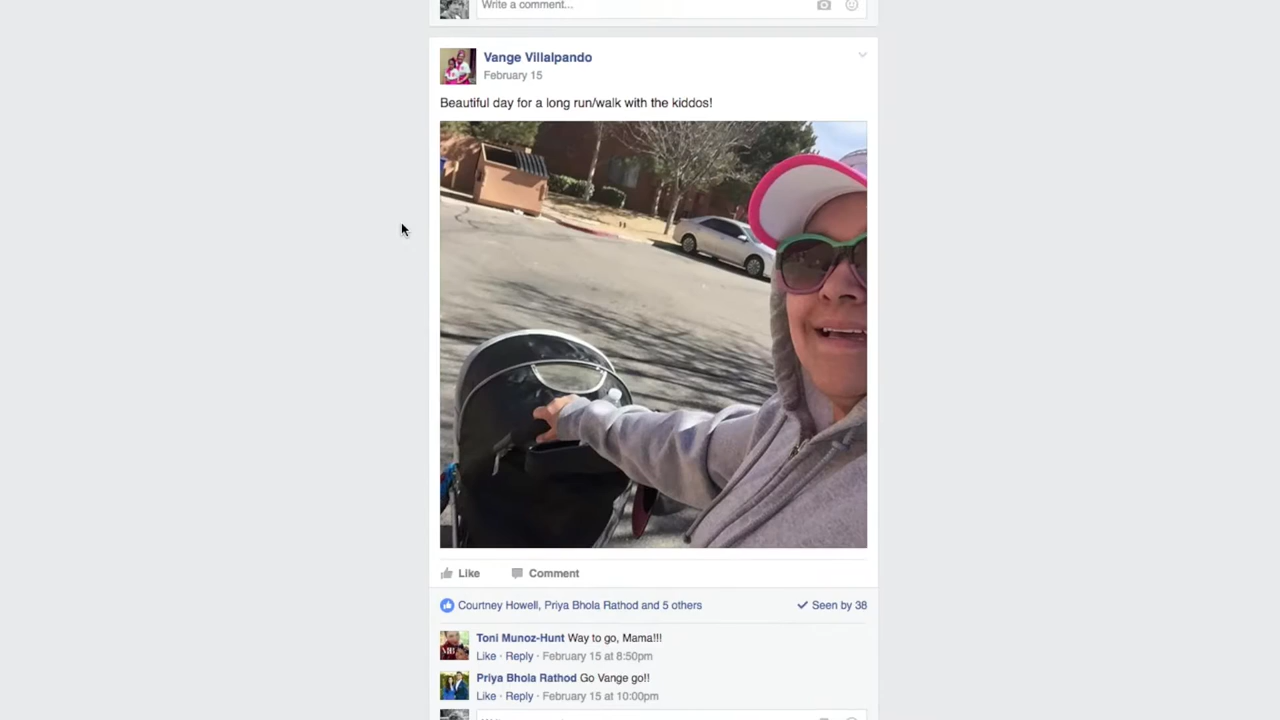 Write a comment...
Vange Villalpando
February 15
Beautiful day for a long run/walk with the kiddos!
Like Comment
Courtney Howell, Priya Bhola Rathod and 5 others Seen by 38
Toni Munoz-Hunt Way to go, Mama!!!
Like · Reply · February 15 at 8:50pm
Priya Bhola Rathod Go Vange go!!
Like · Reply · February 15 at 10:00pm